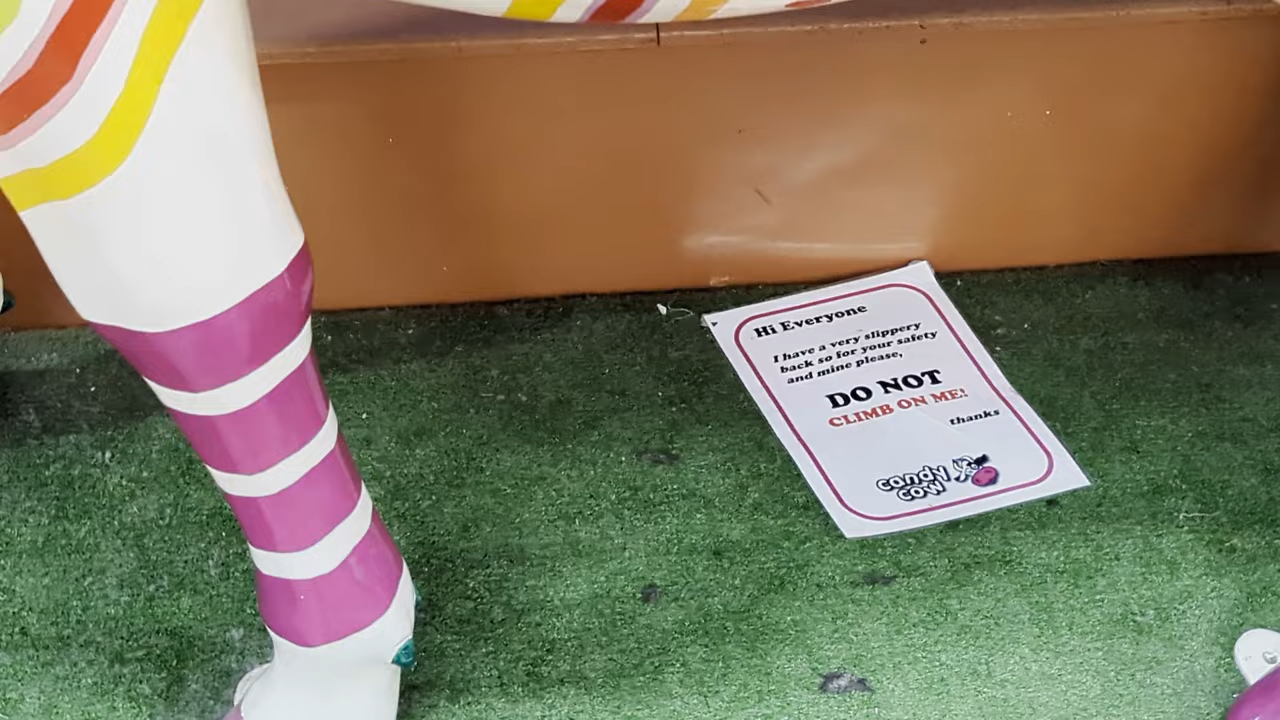 Hi Everyone
I have a very slippery
back so for your safety
and mine please,
DO NOT
CLIMB ON ME!
thanks
candy
cow